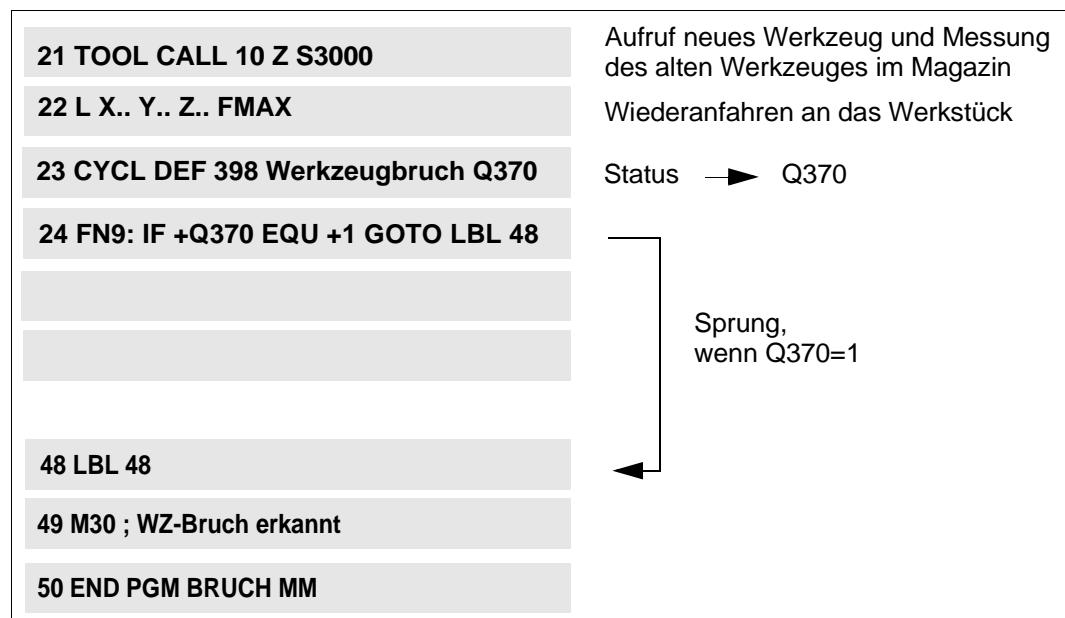 21 TOOL CALL 10 Z S3000
Aufruf neues Werkzeug und Messung
des alten Werkzeuges im Magazin
22 L X.. Y.. Z.. FMAX
Wiederanfahren an das Werkstück
23 CYCL DEF 398 Werkzeugbruch Q370
Status Q370
24 FN9: IF +Q370 EQU +1 GOTO LBL 48
Sprung,
wenn Q370=1
48 LBL 48
49 M30 ; WZ-Bruch erkannt
50 END PGM BRUCH MM